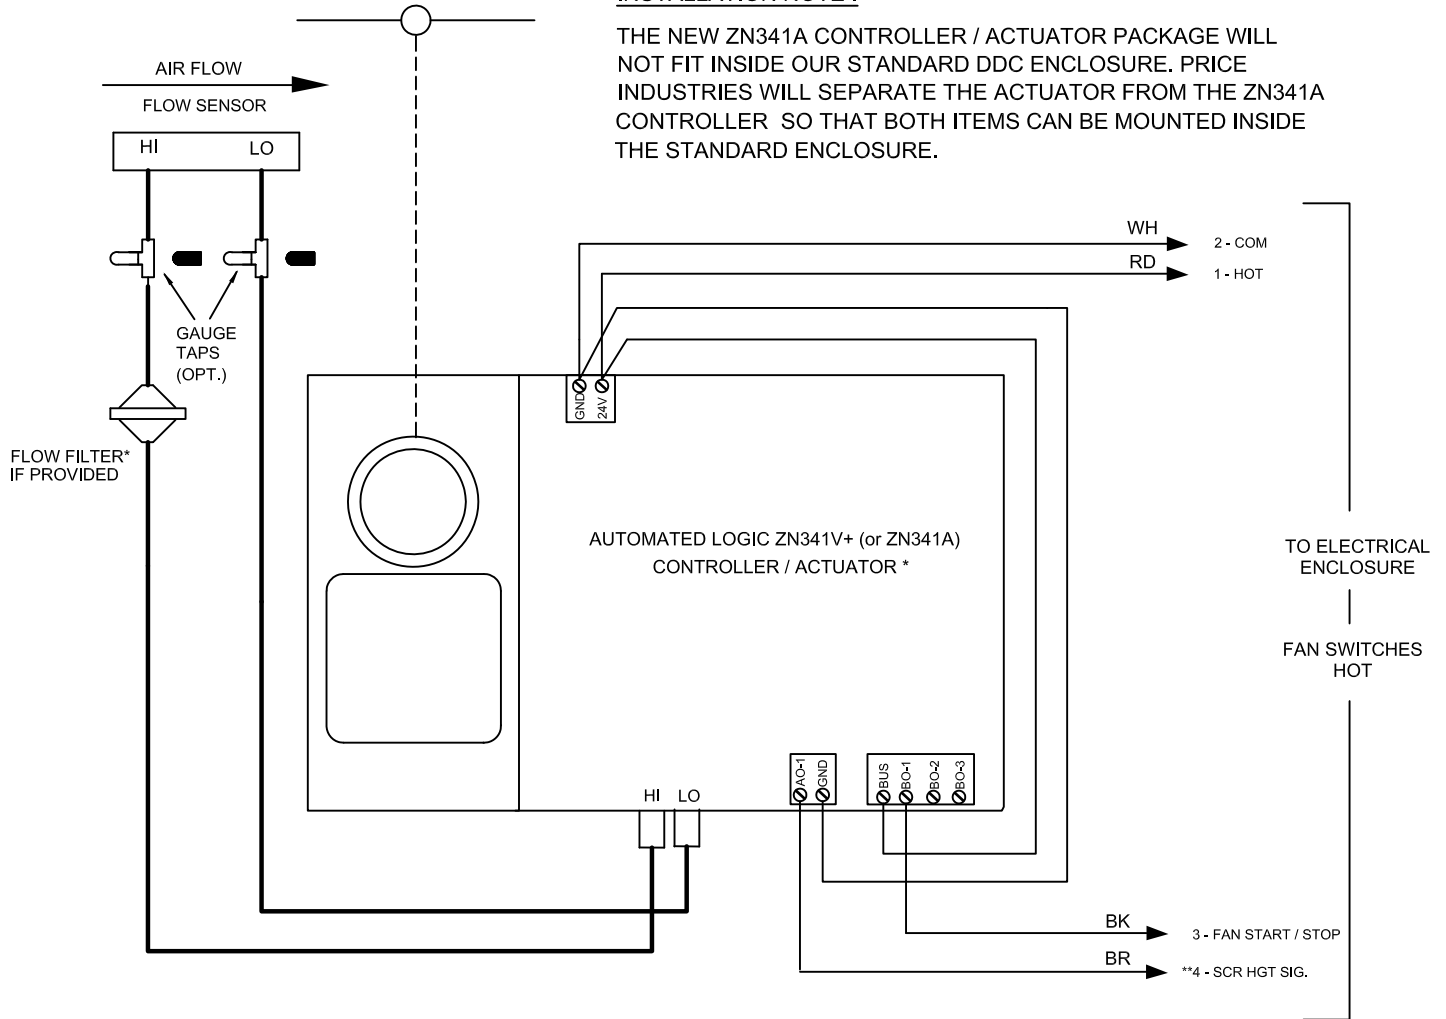 THE NEW ZN341A CONTROLLER / ACTUATOR PACKAGE WILL
NOT FIT INSIDE OUR STANDARD DDC ENCLOSURE. PRICE
INDUSTRIES WILL SEPARATE THE ACTUATOR FROM THE ZN341A
CONTROLLER SO THAT BOTH ITEMS CAN BE MOUNTED INSIDE
THE STANDARD ENCLOSURE.
AIR FLOW
FLOW SENSOR
HI LO
GAUGE
TAPS
(OPT.)
FLOW FILTER*
IF PROVIDED
WH
2 - COM
RD
1 - HOT
GND
24V
AUTOMATED LOGIC ZN341V+ (or ZN341A)
CONTROLLER / ACTUATOR *
TO ELECTRICAL
ENCLOSURE
FAN SWITCHES
HOT
AO-1
GND
BUS
BO-1
BO-2
BO-3
HI LO
BK
3 - FAN START / STOP
BR
**4 - SCR HGT SIG.